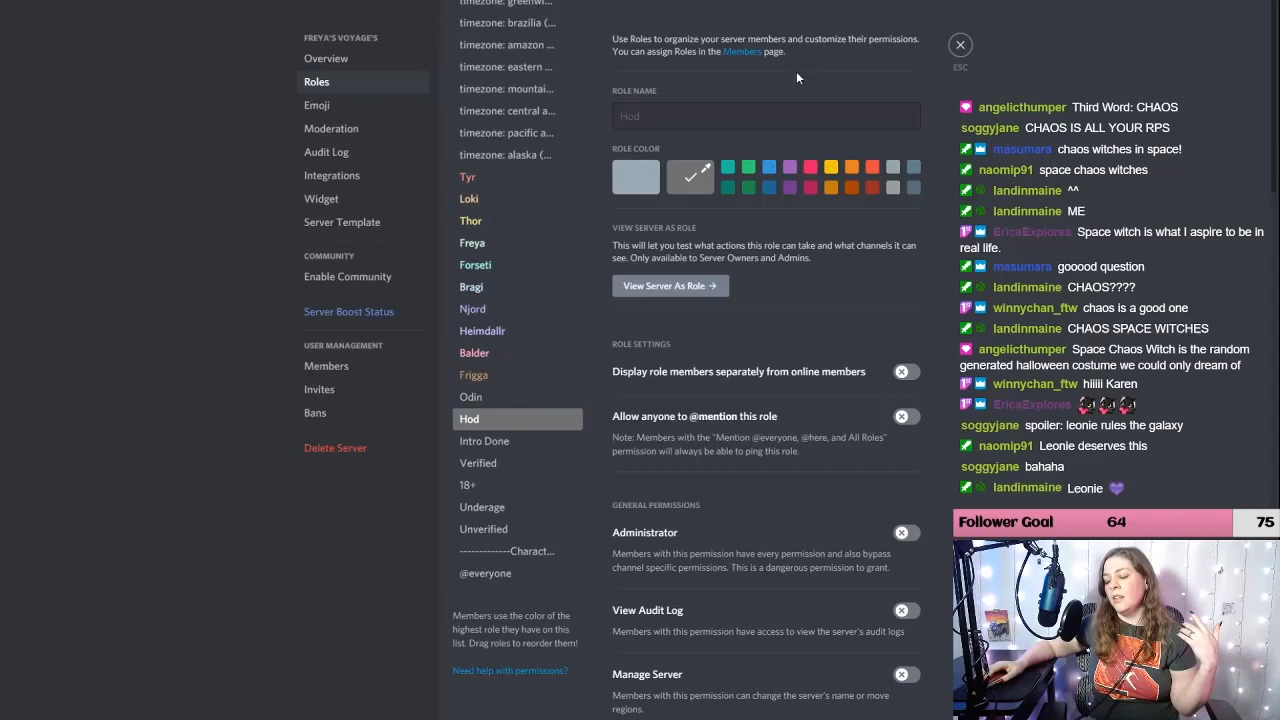 FREYA'S VOYAGE'S
Overview
Roles
Emoji
Moderation
Audit Log
Integrations
Widget
Server Template
COMMUNITY
Enable Community
Server Boost Status
USER MANAGEMENT
Members
Invites
Bans
Delete Server
timezone: greenwi...
timezone: brazilia (...
timezone: amazon ...
timezone: eastern ...
timezone: mountai...
timezone: central a...
timezone: pacific a...
timezone: alaska (...
Tyr
Loki
Thor
Freya
Forseti
Bragi
Njord
Heimdallr
Balder
Frigga
Odin
Hod
Intro Done
Verified
18+
Underage
Unverified
-------------Charact...
@everyone
Members use the color of the
highest role they have on this
list. Drag roles to reorder them!
Need help with permissions?
Use Roles to organize your server members and customize their permissions.
You can assign Roles in the Members page.
ROLE NAME
Hod
ROLE COLOR
VIEW SERVER AS ROLE
This will let you test what actions this role can take and what channels it can
see. Only available to Server Owners and Admins.
View Server As Role →
ROLE SETTINGS
Display role members separately from online members
Allow anyone to @mention this role
Note: Members with the "Mention @everyone, @here, and All Roles"
permission will always be able to ping this role.
GENERAL PERMISSIONS
Administrator
Members with this permission have every permission and also bypass
channel specific permissions. This is a dangerous permission to grant.
View Audit Log
Members with this permission have access to view the server's audit logs
Manage Server
Members with this permission can change the server's name or move
regions.
ESC
angelicthumper Third Word: CHAOS
soggyjane CHAOS IS ALL YOUR RPS
masumara chaos witches in space!
naomip91 space chaos witches
landinmaine ^^
landinmaine ME
EricaExplores Space witch is what I aspire to be in
real life.
masumara gooood question
landinmaine CHAOS????
winnychan_ftw chaos is a good one
landinmaine CHAOS SPACE WITCHES
angelicthumper Space Chaos Witch is the random
generated halloween costume we could only dream of
winnychan_ftw hiiiii Karen
EricaExplores
soggyjane spoiler: leonie rules the galaxy
naomip91 Leonie deserves this
soggyjane bahaha
landinmaine Leonie 💜
Follower Goal 64 75